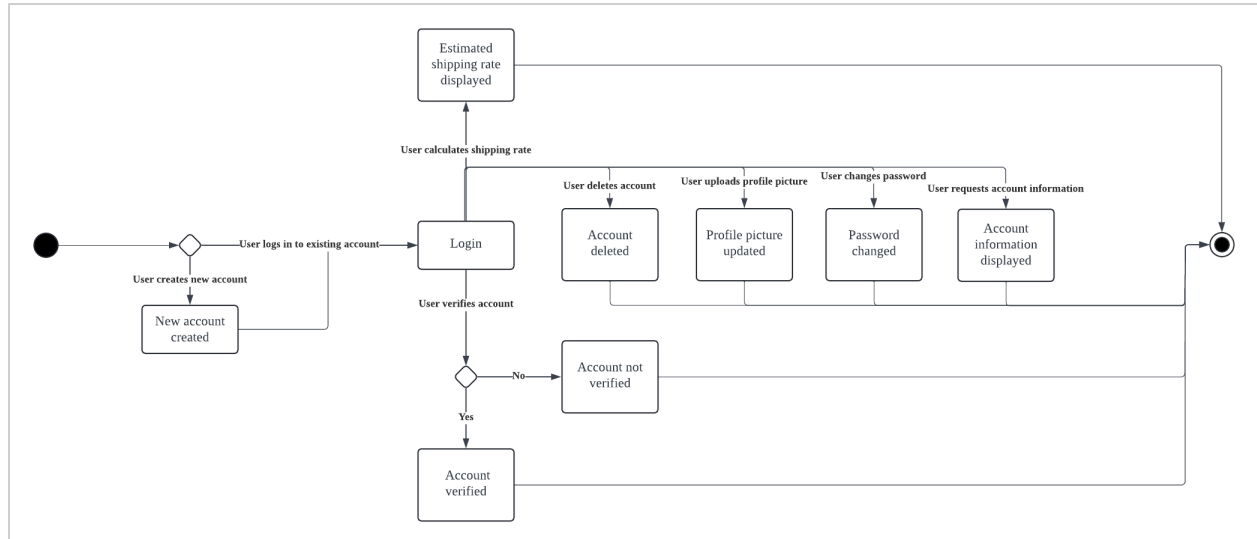 Estimated
shipping rate
displayed
User calculates shipping rate
User deletes account
User uploads profile picture
User changes password
User requests account information
Account
deleted
Profile picture
updated
Password
changed
Account
information
displayed
User logs in to existing account
Login
User creates new account
New account
created
User verifies account
No
Account not
verified
Yes
Account
verified